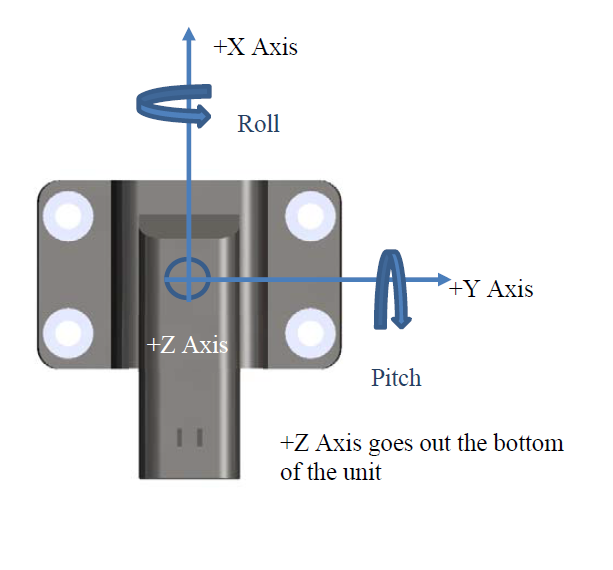 +X Axis
Roll
+Y Axis
+Z Axis
Pitch
+Z Axis goes out the bottom
of the unit